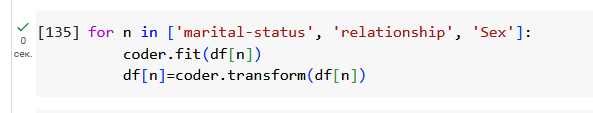 [135] for n in ['marital-status', 'relationship', 'Sex']:
0
coder.fit(df[n])
сек.
df[n]=coder.transform(df[n])